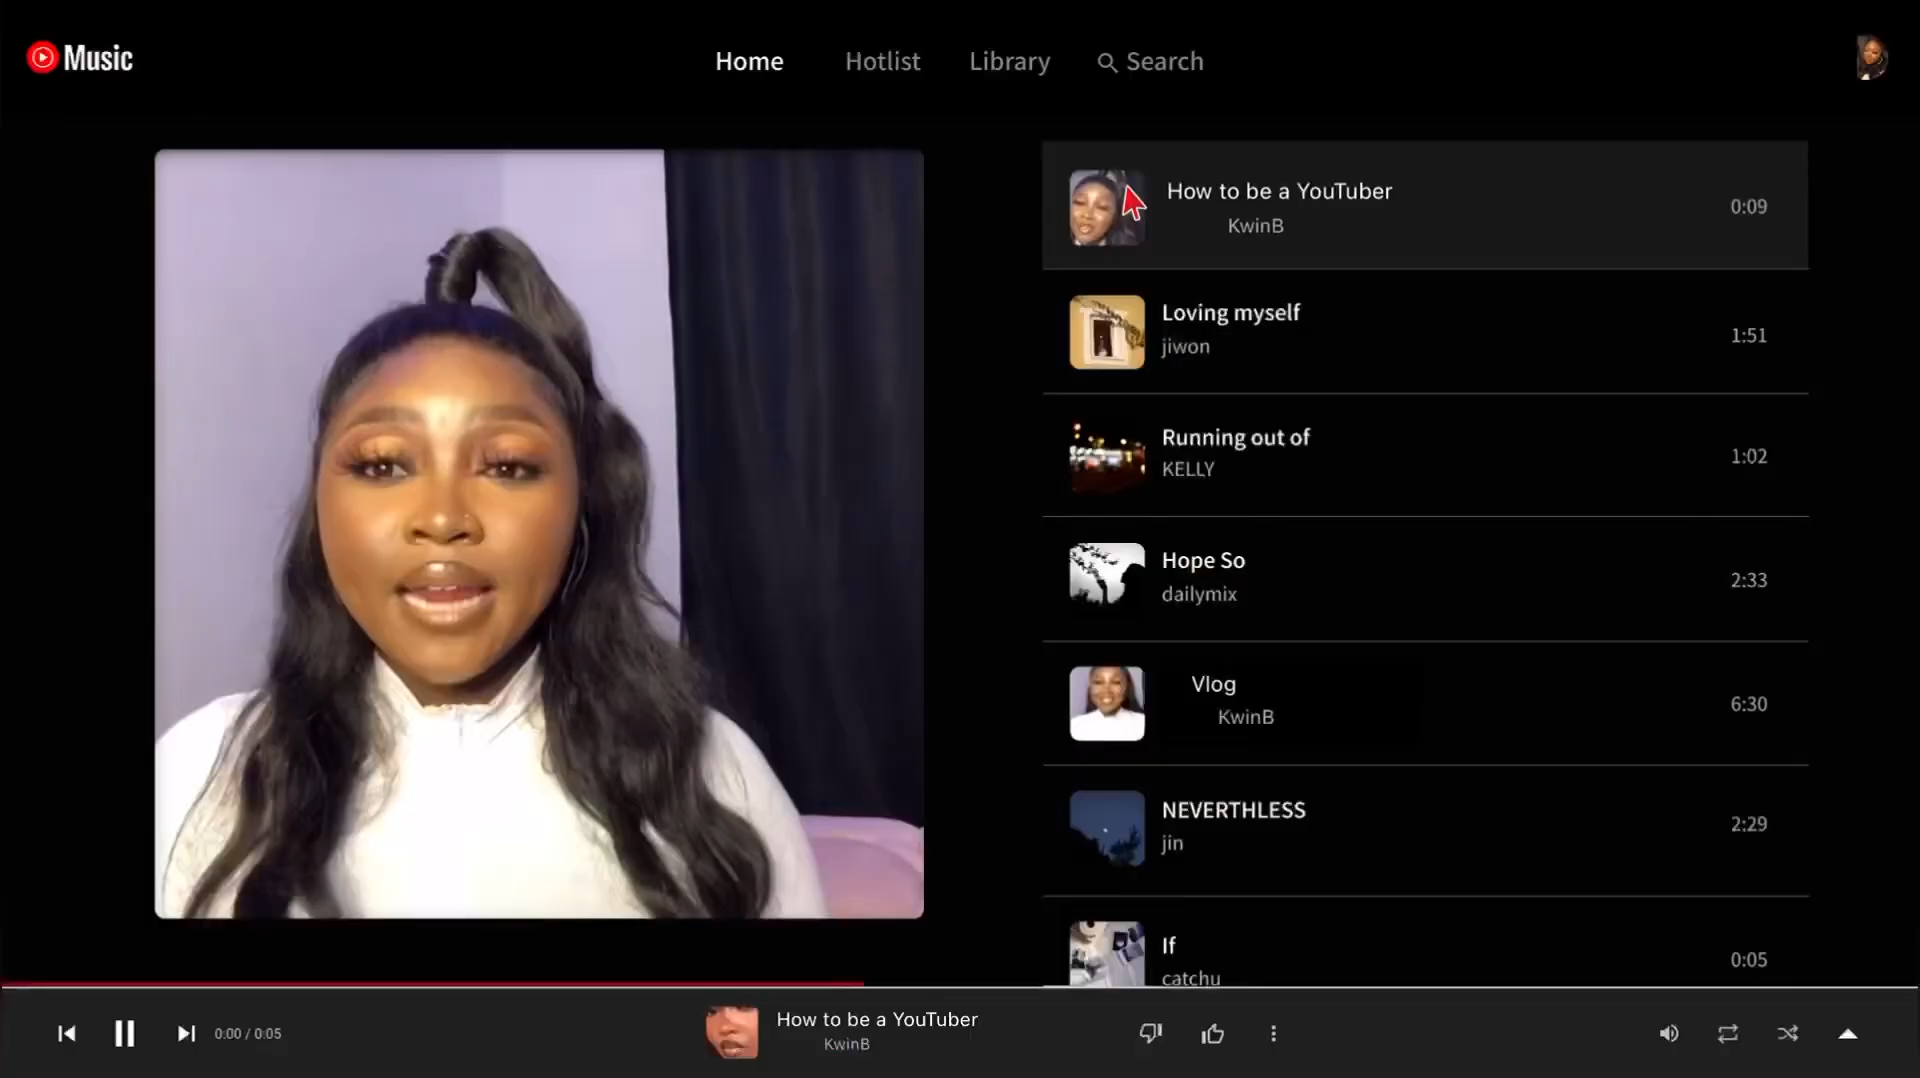 Music
Home
Hotlist
Library
Search
How to be a YouTuber
KwinB
0:09
Loving myself
jiwon
1:51
Running out of
KELLY
1:02
Hope So
dailymix
2:33
Vlog
KwinB
6:30
NEVERTHLESS
jin
2:29
If
catchu
0:05
0:00 / 0:05
How to be a YouTuber
KwinB